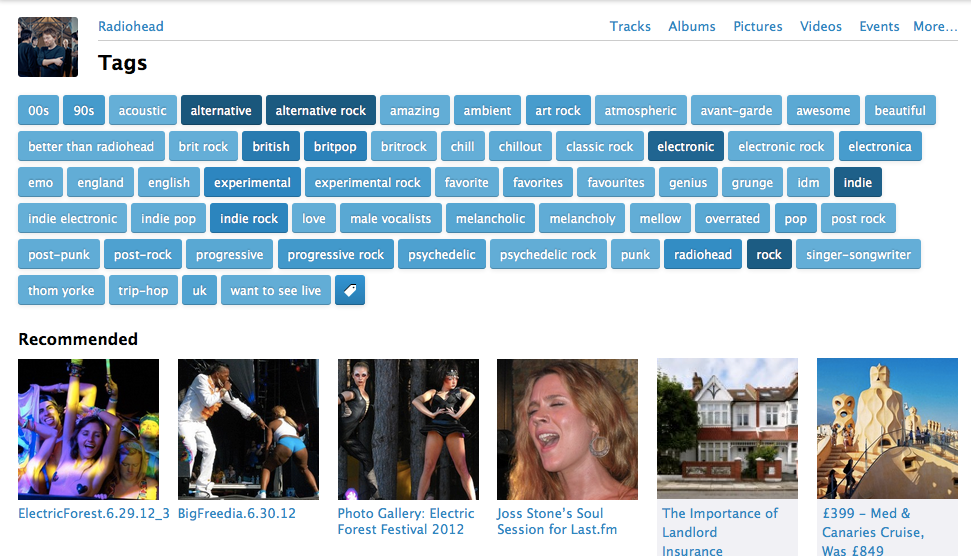 Radiohead Tracks Albums Pictures Videos Events More...
Tags
00s 90s acoustic alternative alternative rock amazing ambient art rock atmospheric avant-garde awesome beautiful
better than radiohead brit rock british britpop britrock chill chillout classic rock electronic electronic rock electronica
emo england english experimental experimental rock favorite favorites favourites genius grunge idm indie
indie electronic indie pop indie rock love male vocalists melancholic melancholy mellow overrated pop post rock
post-punk post-rock progressive progressive rock psychedelic psychedelic rock punk radiohead rock singer-songwriter
thom yorke trip-hop uk want to see live
Recommended
ElectricForest.6.29.12_3
BigFreedia.6.30.12
Photo Gallery: Electric
Forest Festival 2012
Joss Stone's Soul
Session for Last.fm
The Importance of
Landlord
Insurance
£399 - Med &
Canaries Cruise,
Was £849